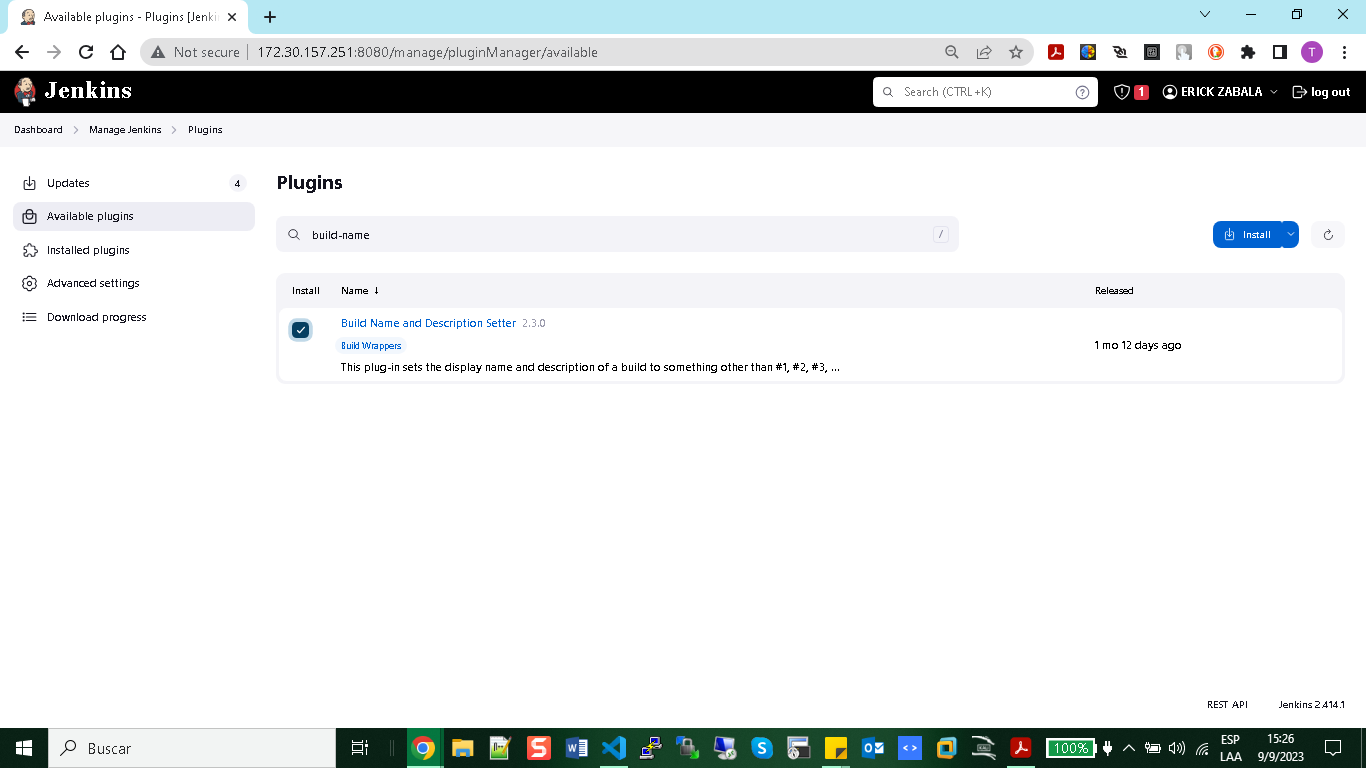 Available plugins - Plugins [Jenki
Not secure
172.30.157.251:8080/manage/pluginManager/available
T
Jenkins
Search (CTRL+K)
1
ERICK ZABALA
log out
Dashboard
Manage Jenkins
Plugins
Updates
4
Available plugins
Installed plugins
Advanced settings
Download progress
Plugins
build-name
/
Install
Install
Name ↓
Released
Build Name and Description Setter 2.3.0
Build Wrappers
This plug-in sets the display name and description of a build to something other than #1, #2, #3, ...
1 mo 12 days ago
REST API
Jenkins 2.414.1
Buscar
100%
ESP
LAA
15:26
9/9/2023